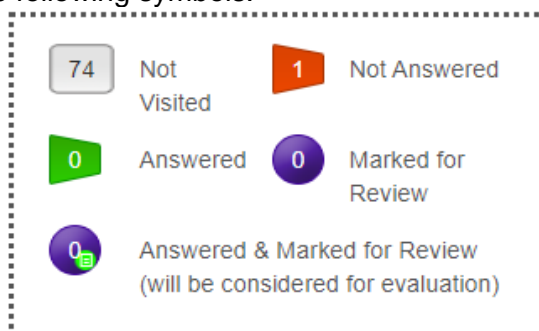 following symbols:
74 Not 1 Not Answered
Visited
0 Answered 0 Marked for
Review
0 Answered & Marked for Review
(will be considered for evaluation)